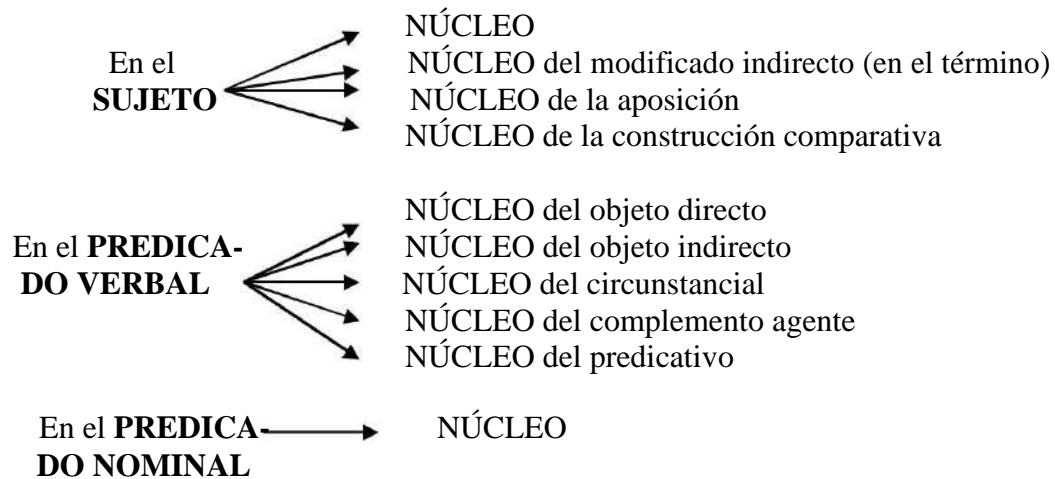 NÚCLEO
En el NÚCLEO del modificado indirecto (en el término)
SUJETO NÚCLEO de la aposición
NÚCLEO de la construcción comparativa
NÚCLEO del objeto directo
En el PREDICA- NÚCLEO del objeto indirecto
DO VERBAL NÚCLEO del circunstancial
NÚCLEO del complemento agente
NÚCLEO del predicativo
En el PREDICA- NÚCLEO
DO NOMINAL